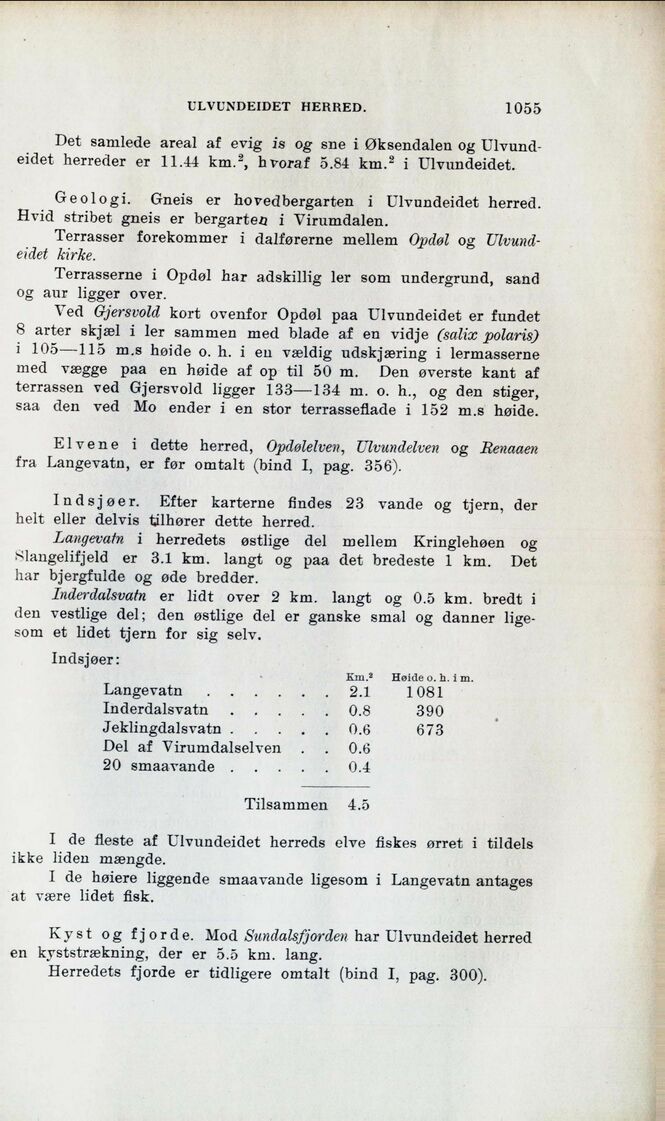 ULVUNDEIDET HERRED. 1055
Det samlede areal af evig is og sne i Øksendalen og Ulvund-
eidet herreder er 11.44 km.², hvoraf 5.84 km.² i Ulvundeidet.
Geologi. Gneis er hovedbergarten i Ulvundeidet herred.
Hvid stribet gneis er bergarten i Virumdalen.
Terrasser forekommer i dalførerne mellem Opdøl og Ulvund-
eidet kirke.
Terrasserne i Opdøl har adskillig ler som undergrund, sand
og aur ligger over.
Ved Gjersvold kort ovenfor Opdøl paa Ulvundeidet er fundet
8 arter skjæl i ler sammen med blade af en vidje (salix polaris)
i 105—115 m.s høide o. h. i en vældig udskjæring i lermasserne
med vægge paa en høide af op til 50 m. Den øverste kant af
terrassen ved Gjersvold ligger 133—134 m. o. h., og den stiger,
saa den ved Mo ender i en stor terrasseflade i 152 m.s høide.
Elvene i dette herred, Opdølelven, Ulvundelven og Renaaen
fra Langevatn, er før omtalt (bind I, pag. 356).
Indsjøer. Efter karterne findes 23 vande og tjern, der
helt eller delvis tilhører dette herred.
Langevatn i herredets østlige del mellem Kringlehøen og
Slangelifjeld er 3.1 km. langt og paa det bredeste 1 km. Det
har bjergfulde og øde bredder.
Inderdalsvatn er lidt over 2 km. langt og 0.5 km. bredt i
den vestlige del; den østlige del er ganske smal og danner lige-
som et lidet tjern for sig selv.
Indsjøer:
Km.² Høide o. h. i m.
Langevatn . . . . . . 2.1 1081
Inderdalsvatn . . . . . 0.8 390
Jeklingdalsvatn . . . . . 0.6 673
Del af Virumdalselven . . 0.6
20 smaavande . . . . . 0.4
Tilsammen 4.5
I de fleste af Ulvundeidet herreds elve fiskes ørret i tildels
ikke liden mængde.
I de høiere liggende smaavande ligesom i Langevatn antages
at være lidet fisk.
Kyst og fjorde. Mod Sundalsfjorden har Ulvundeidet herred
en kyststrækning, der er 5.5 km. lang.
Herredets fjorde er tidligere omtalt (bind I, pag. 300).